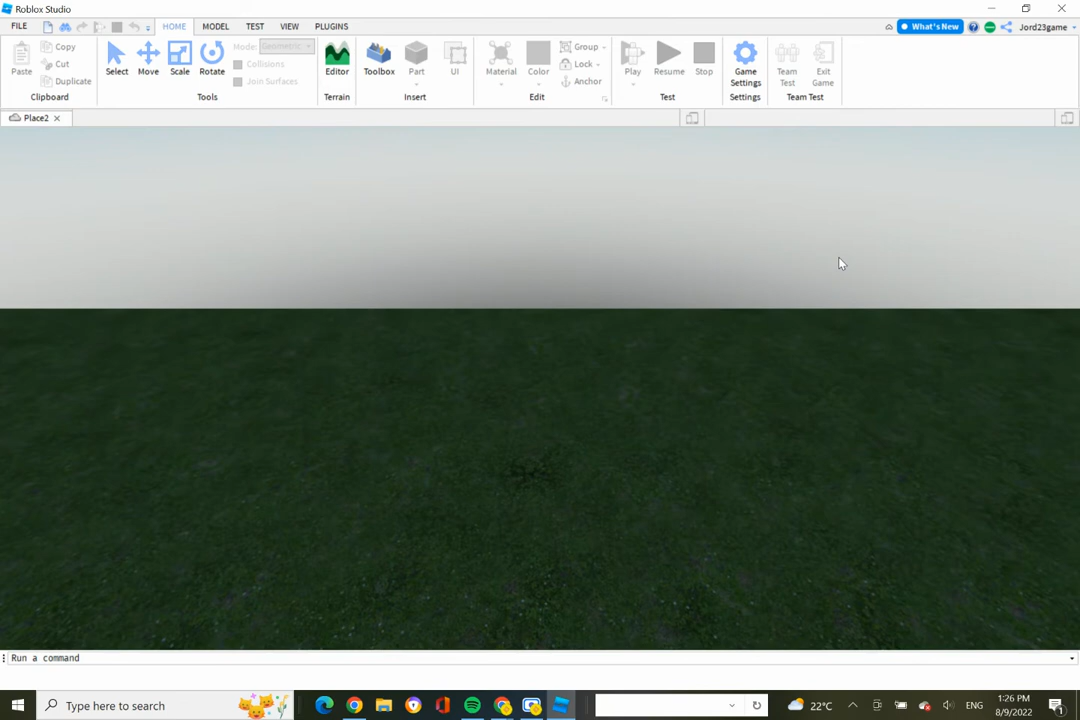 Roblox Studio
FILE HOME MODEL TEST VIEW PLUGINS What's New Jord23game
Paste Copy Cut Duplicate Select Move Scale Rotate Mode: Geometric Collisions Join Surfaces Editor Toolbox Part UI Material Color Group Lock Anchor Play Resume Stop Game Settings Team Test Exit Game
Clipboard Tools Terrain Insert Edit Test Settings Team Test
Place2
Run a command
Type here to search 22°C ENG 1:26 PM
8/9/2022 1